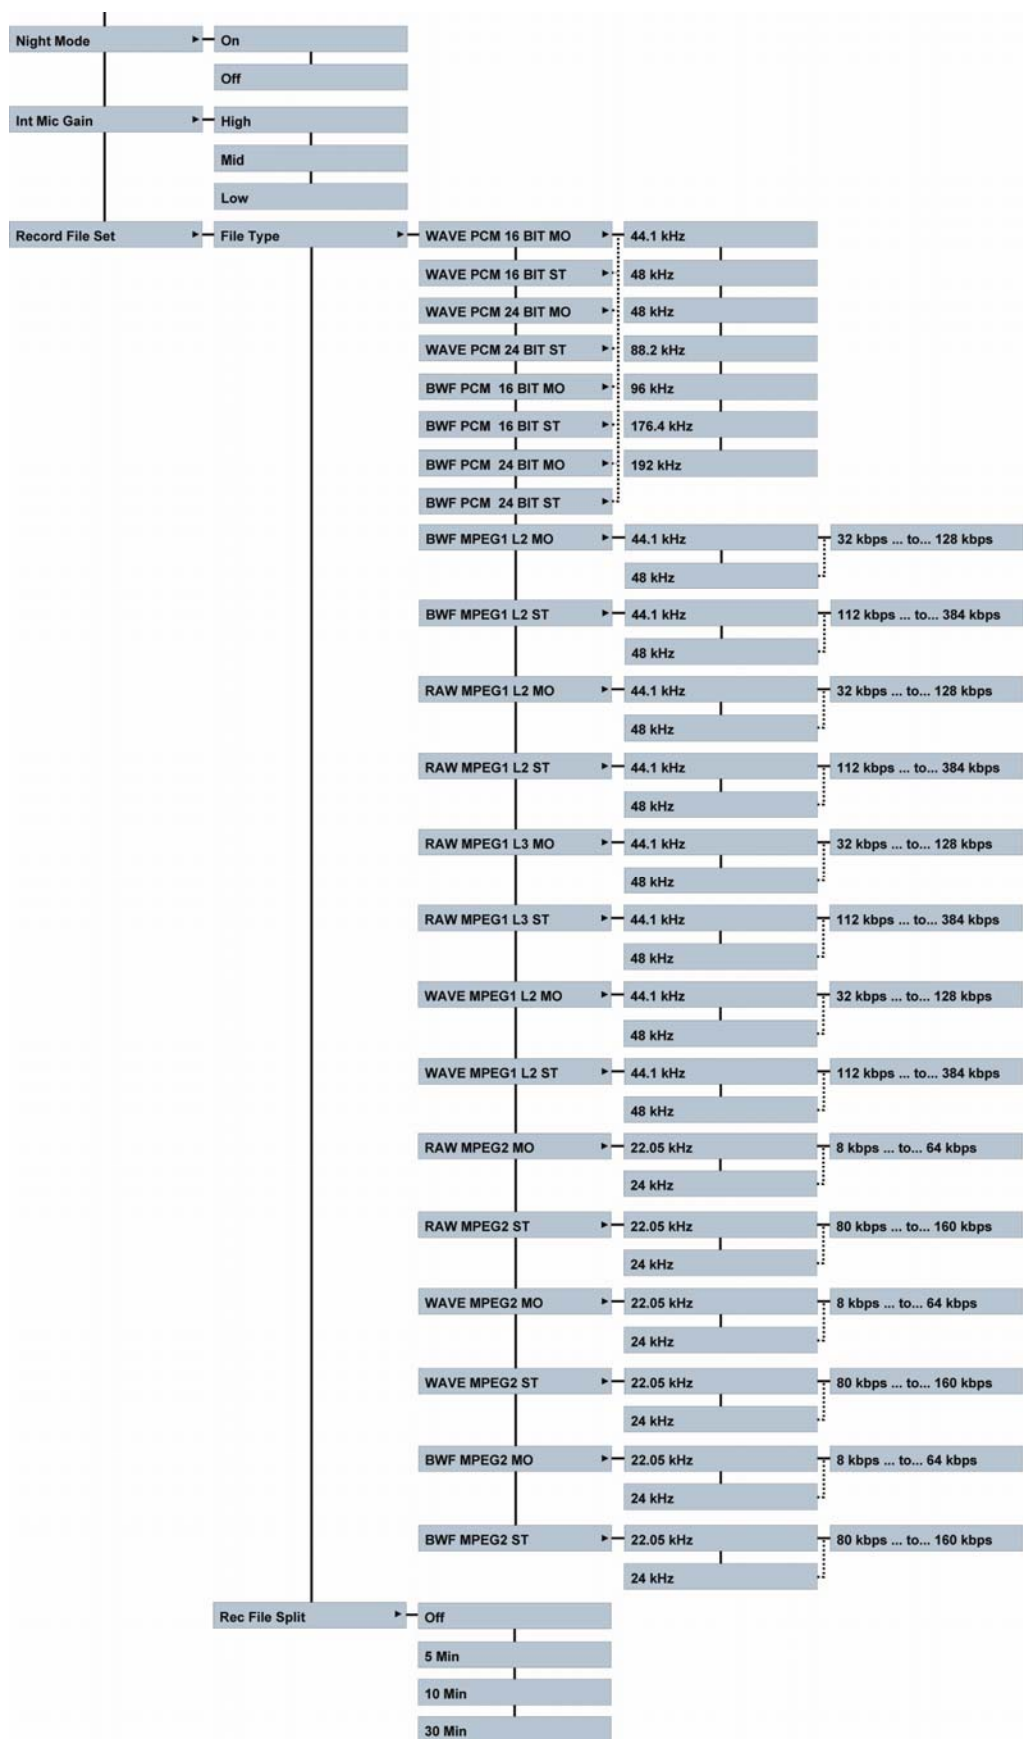 Night Mode On
Off
Int Mic Gain High
Mid
Low
Record File Set File Type WAVE PCM 16 BIT MO 44.1 kHz
WAVE PCM 16 BIT ST 48 kHz
WAVE PCM 24 BIT MO 48 kHz
WAVE PCM 24 BIT ST 88.2 kHz
BWF PCM 16 BIT MO 96 kHz
BWF PCM 16 BIT ST 176.4 kHz
BWF PCM 24 BIT MO 192 kHz
BWF PCM 24 BIT ST
BWF MPEG1 L2 MO 44.1 kHz 32 kbps ... to... 128 kbps
48 kHz
BWF MPEG1 L2 ST 44.1 kHz 112 kbps ... to... 384 kbps
48 kHz
RAW MPEG1 L2 MO 44.1 kHz 32 kbps ... to... 128 kbps
48 kHz
RAW MPEG1 L2 ST 44.1 kHz 112 kbps ... to... 384 kbps
48 kHz
RAW MPEG1 L3 MO 44.1 kHz 32 kbps ... to... 128 kbps
48 kHz
RAW MPEG1 L3 ST 44.1 kHz 112 kbps ... to... 384 kbps
48 kHz
WAVE MPEG1 L2 MO 44.1 kHz 32 kbps ... to... 128 kbps
48 kHz
WAVE MPEG1 L2 ST 44.1 kHz 112 kbps ... to... 384 kbps
48 kHz
RAW MPEG2 MO 22.05 kHz 8 kbps ... to... 64 kbps
24 kHz
RAW MPEG2 ST 22.05 kHz 80 kbps ... to... 160 kbps
24 kHz
WAVE MPEG2 MO 22.05 kHz 8 kbps ... to... 64 kbps
24 kHz
WAVE MPEG2 ST 22.05 kHz 80 kbps ... to... 160 kbps
24 kHz
BWF MPEG2 MO 22.05 kHz 8 kbps ... to... 64 kbps
24 kHz
BWF MPEG2 ST 22.05 kHz 80 kbps ... to... 160 kbps
24 kHz
Rec File Split Off
5 Min
10 Min
30 Min